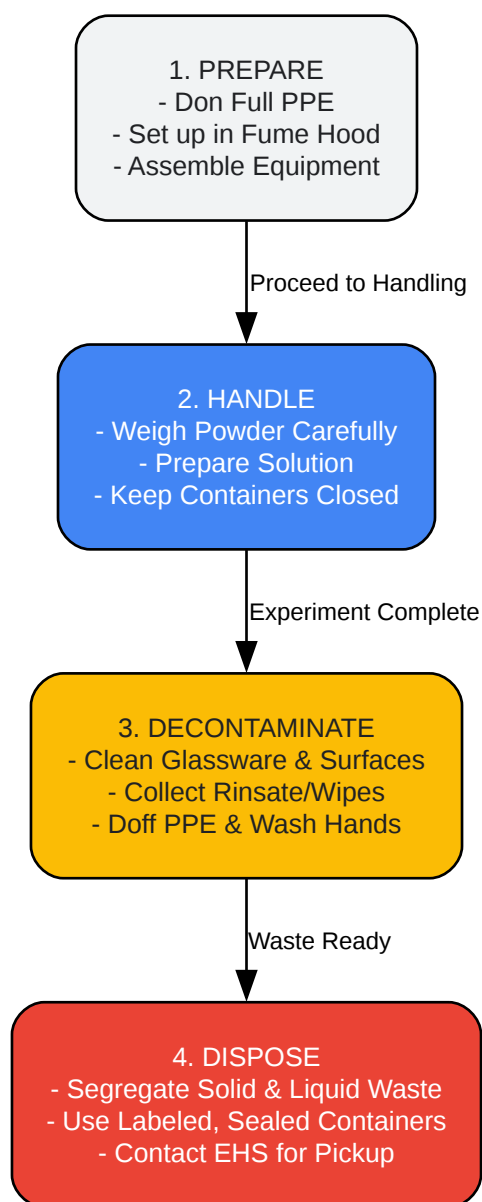 1. PREPARE
- Don Full PPE
- Set up in Fume Hood
- Assemble Equipment
Proceed to Handling
2. HANDLE
- Weigh Powder Carefully
- Prepare Solution
- Keep Containers Closed
Experiment Complete
3. DECONTAMINATE
- Clean Glassware & Surfaces
- Collect Rinsate/Wipes
- Doff PPE & Wash Hands
Waste Ready
4. DISPOSE
- Segregate Solid & Liquid Waste
- Use Labeled, Sealed Containers
- Contact EHS for Pickup